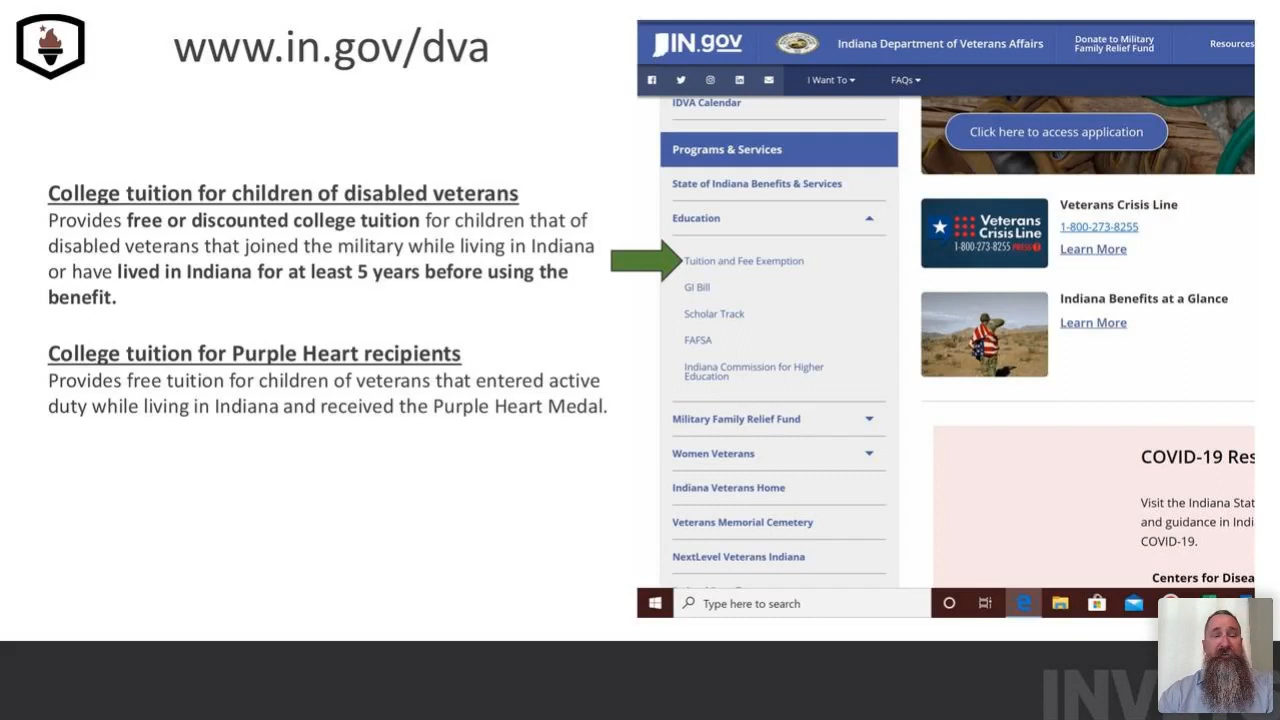 www.in.gov/dva
College tuition for children of disabled veterans
Provides free or discounted college tuition for children that of
disabled veterans that joined the military while living in Indiana
or have lived in Indiana for at least 5 years before using the
benefit.
College tuition for Purple Heart recipients
Provides free tuition for children of veterans that entered active
duty while living in Indiana and received the Purple Heart Medal.
IN.gov
Indiana Department of Veterans Affairs
Donate to Military
Family Relief Fund
Resources
I Want To
FAQs
IDVA Calendar
Programs & Services
State of Indiana Benefits & Services
Education
Tuition and Fee Exemption
GI Bill
Scholar Track
FAFSA
Indiana Commission for Higher
Education
Military Family Relief Fund
Women Veterans
Indiana Veterans Home
Veterans Memorial Cemetery
NextLevel Veterans Indiana
Click here to access application
Veterans
Crisis Line
1-800-273-8255 PRESS 1
Veterans Crisis Line
1-800-273-8255
Learn More
Indiana Benefits at a Glance
Learn More
COVID-19 Res
Visit the Indiana Stat
and guidance in Indi
COVID-19.
Centers for Disea
Type here to search